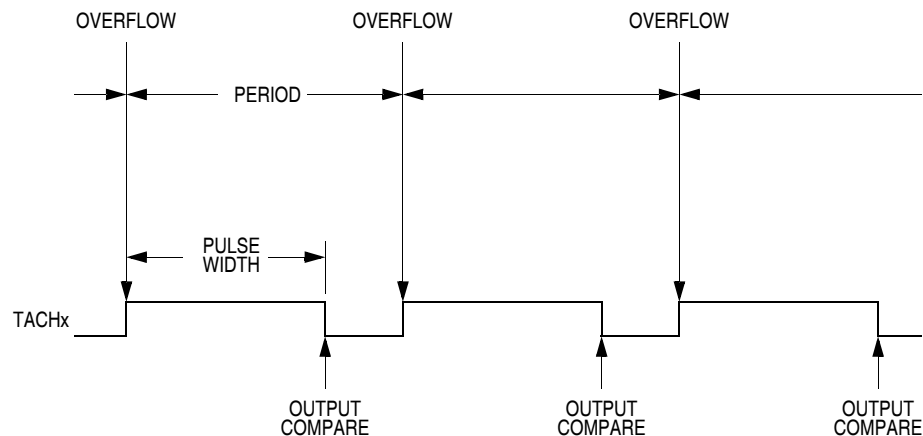 OVERFLOW OVERFLOW OVERFLOW
PERIOD
PULSE
WIDTH
TACHx
OUTPUT
COMPARE
OUTPUT
COMPARE
OUTPUT
COMPARE